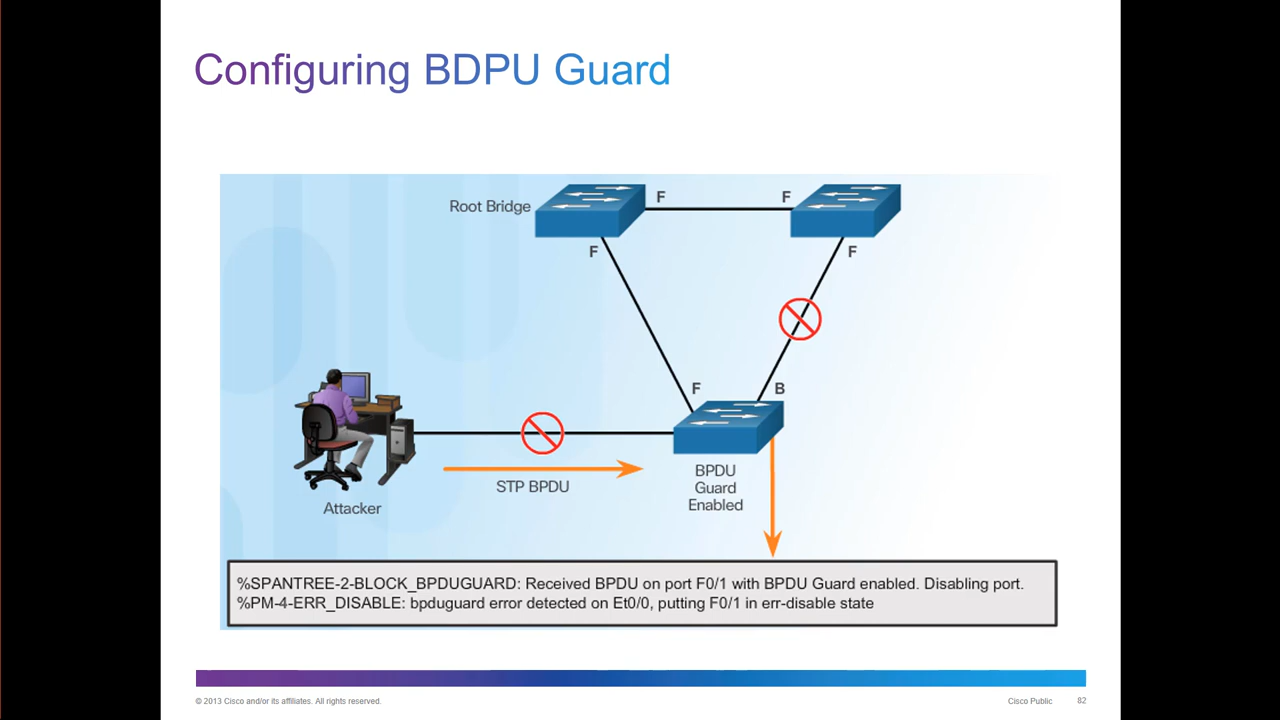 Configuring BDPU Guard
Root Bridge
F
F
F
F
F
B
STP BPDU
Attacker
BPDU
Guard
Enabled
%SPANTREE-2-BLOCK_BPDUGUARD: Received BPDU on port F0/1 with BPDU Guard enabled. Disabling port.
%PM-4-ERR_DISABLE: bpduguard error detected on Et0/0, putting F0/1 in err-disable state
© 2013 Cisco and/or its affiliates. All rights reserved.
Cisco Public
82